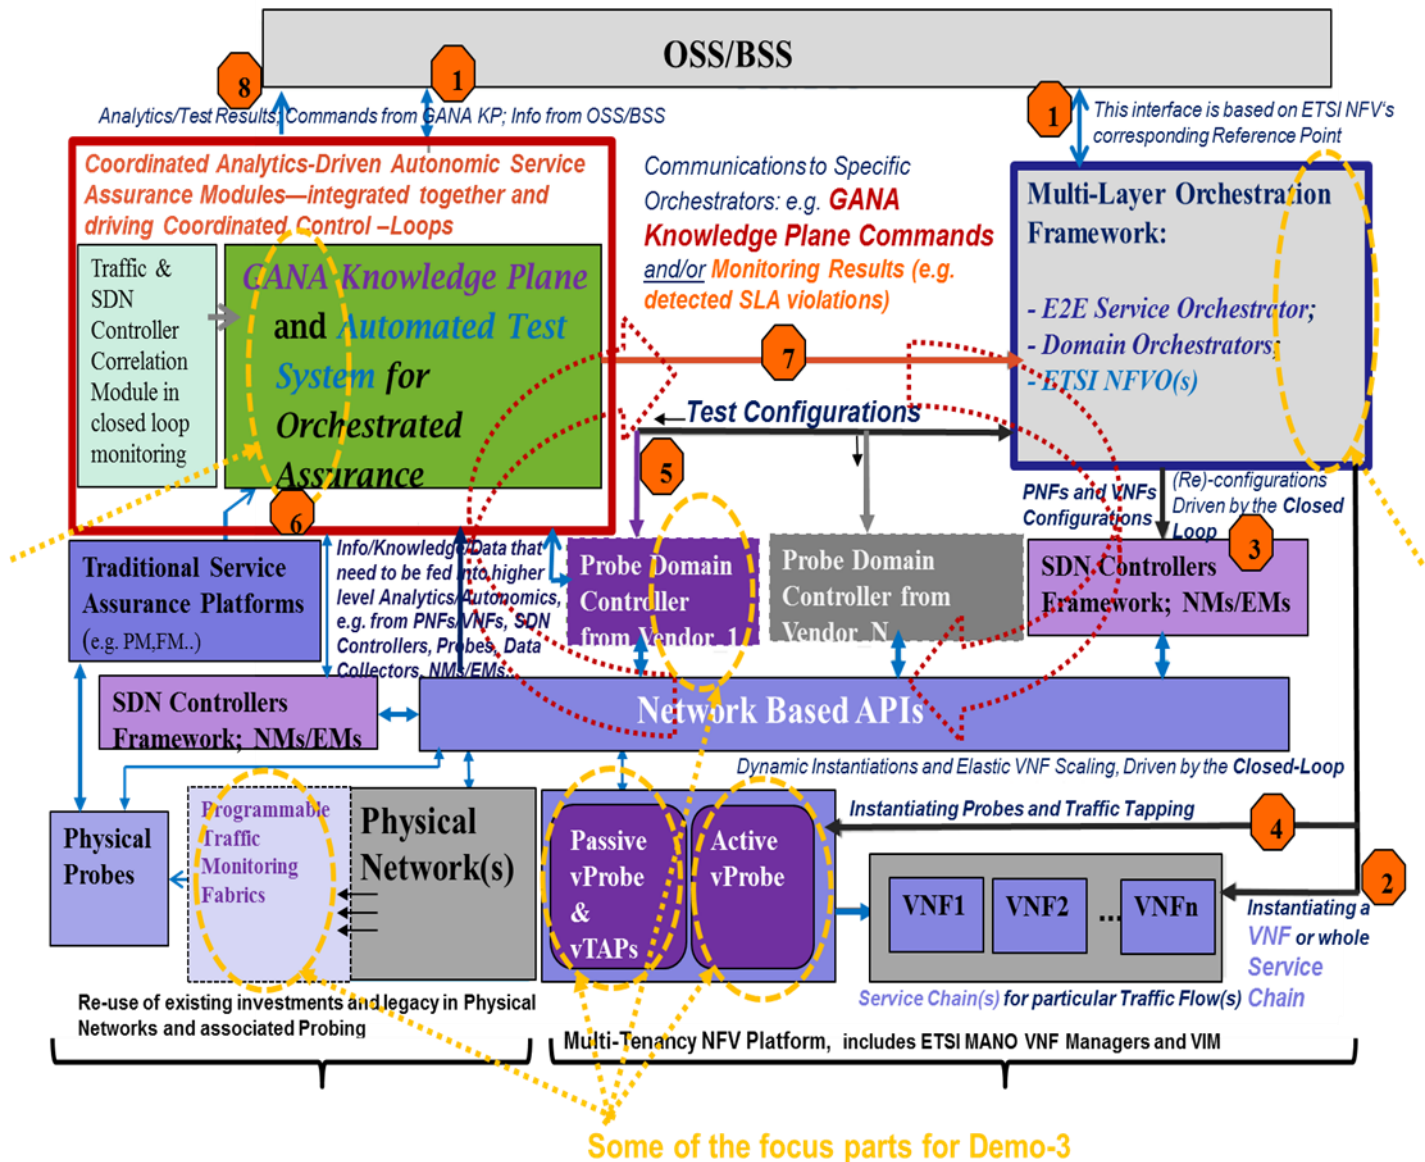 OSS/BSS
8
1
1
Analytics/Test Results; Commands from GANA KP; Info from OSS/BSS
This interface is based on ETSI NFV's
corresponding Reference Point
Coordinated Analytics-Driven Autonomic Service
Assurance Modules—integrated together and
driving Coordinated Control –Loops
Traffic &
SDN
Controller
Correlation
Module in
closed loop
monitoring
GANA Knowledge Plane
and Automated Test
System for
Orchestrated
Assurance
6
Communications to Specific
Orchestrators: e.g. GANA
Knowledge Plane Commands
and/or Monitoring Results (e.g.
detected SLA violations)
7
Test Configurations
5
Multi-Layer Orchestration
Framework:
- E2E Service Orchestrator;
- Domain Orchestrators;
- ETSI NFVO(s)
PNFs and VNFs
Configurations
(Re)-configurations
Driven by the Closed
Loop
3
Traditional Service
Assurance Platforms
(e.g. PM,FM..)
Info/Knowledge/Data that
need to be fed into higher
level Analytics/Autonomics,
e.g. from PNFs/VNFs, SDN
Controllers, Probes, Data
Collectors, NMs/EMs..
Probe Domain
Controller
from Vendor_1
Probe Domain
Controller from
Vendor_N
SDN Controllers
Framework; NMs/EMs
SDN Controllers
Framework; NMs/EMs
Network Based APIs
Dynamic Instantiations and Elastic VNF Scaling, Driven by the Closed-Loop
Physical
Probes
Programmable
Traffic
Monitoring
Fabrics
Physical
Network(s)
Passive
vProbe
&
vTAPs
Active
vProbe
Instantiating Probes and Traffic Tapping
4
VNF1
VNF2
...
VNFn
2
Instantiating a
VNF or whole
Service
Chain
Service Chain(s) for particular Traffic Flow(s)
Re-use of existing investments and legacy in Physical
Networks and associated Probing
Multi-Tenancy NFV Platform, includes ETSI MANO VNF Managers and VIM
Some of the focus parts for Demo-3